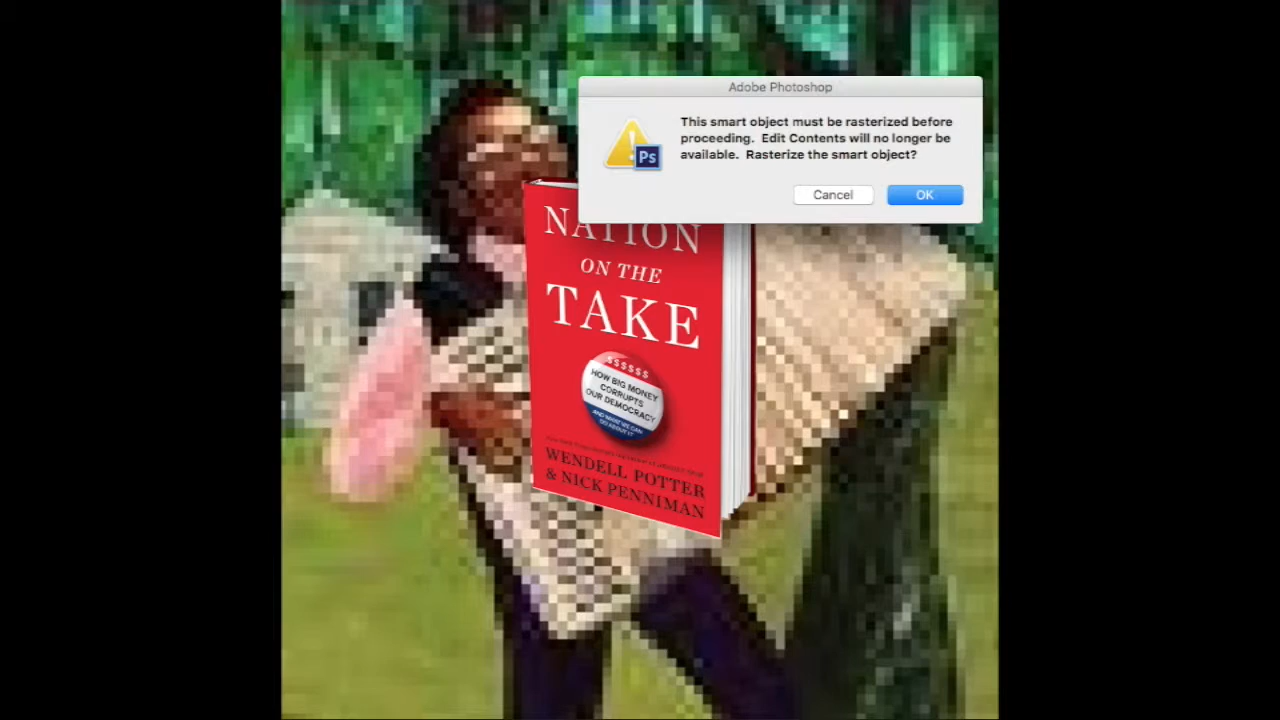 Adobe Photoshop
This smart object must be rasterized before
proceeding. Edit Contents will no longer be
available. Rasterize the smart object?
Cancel
OK
NATION
ON THE
TAKE
$$$$$$
HOW BIG MONEY
CORRUPTS
OUR DEMOCRACY
AND WHAT WE CAN
DO ABOUT IT
WENDELL POTTER
& NICK PENNIMAN
Ps